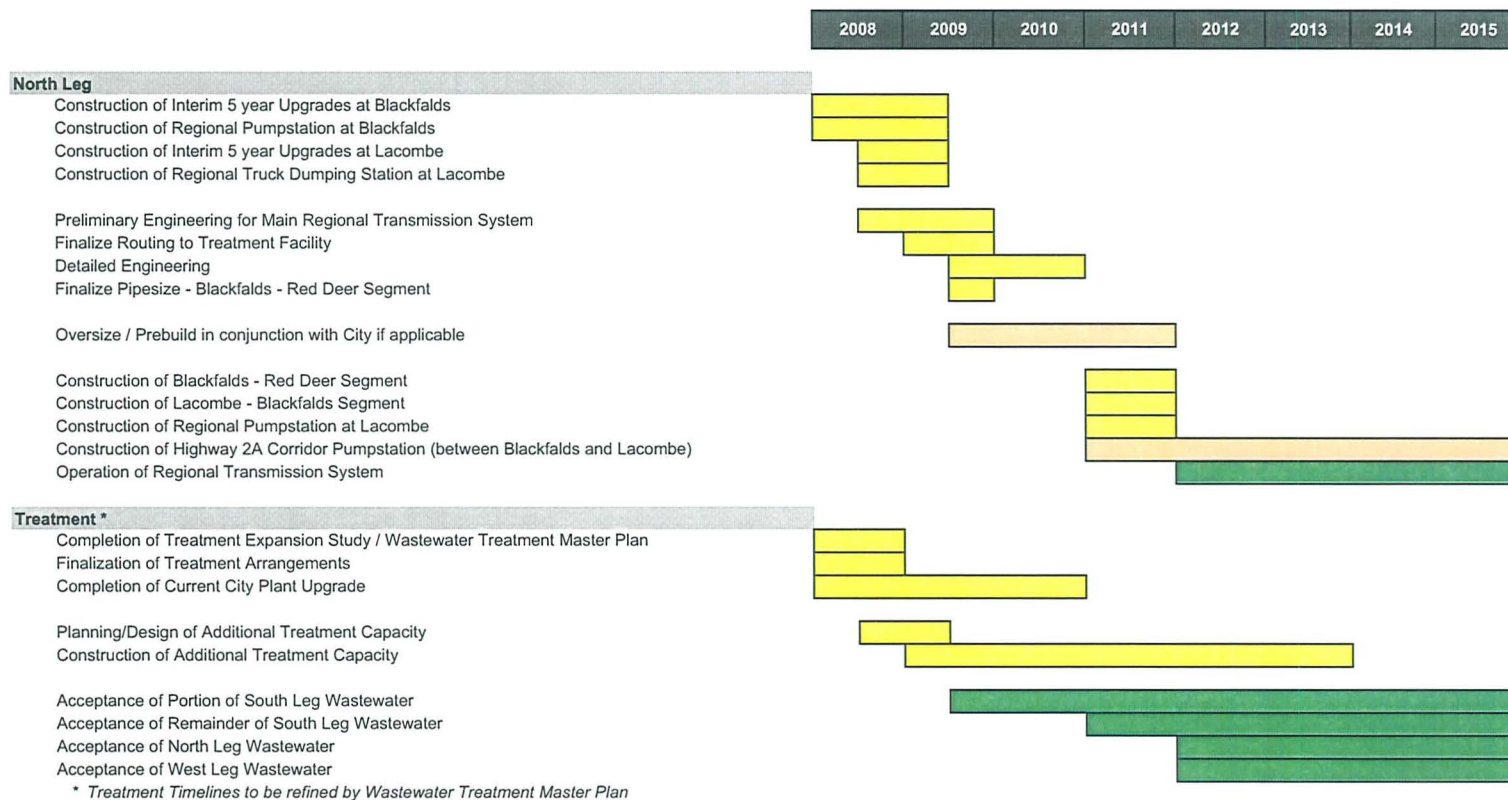 2008 2009 2010 2011 2012 2013 2014 2015
North Leg
Construction of Interim 5 year Upgrades at Blackfalds
Construction of Regional Pumpstation at Blackfalds
Construction of Interim 5 year Upgrades at Lacombe
Construction of Regional Truck Dumping Station at Lacombe
Preliminary Engineering for Main Regional Transmission System
Finalize Routing to Treatment Facility
Detailed Engineering
Finalize Pipesize - Blackfalds - Red Deer Segment
Oversize / Prebuild in conjunction with City if applicable
Construction of Blackfalds - Red Deer Segment
Construction of Lacombe - Blackfalds Segment
Construction of Regional Pumpstation at Lacombe
Construction of Highway 2A Corridor Pumpstation (between Blackfalds and Lacombe)
Operation of Regional Transmission System
Treatment *
Completion of Treatment Expansion Study / Wastewater Treatment Master Plan
Finalization of Treatment Arrangements
Completion of Current City Plant Upgrade
Planning/Design of Additional Treatment Capacity
Construction of Additional Treatment Capacity
Acceptance of Portion of South Leg Wastewater
Acceptance of Remainder of South Leg Wastewater
Acceptance of North Leg Wastewater
Acceptance of West Leg Wastewater
* Treatment Timelines to be refined by Wastewater Treatment Master Plan